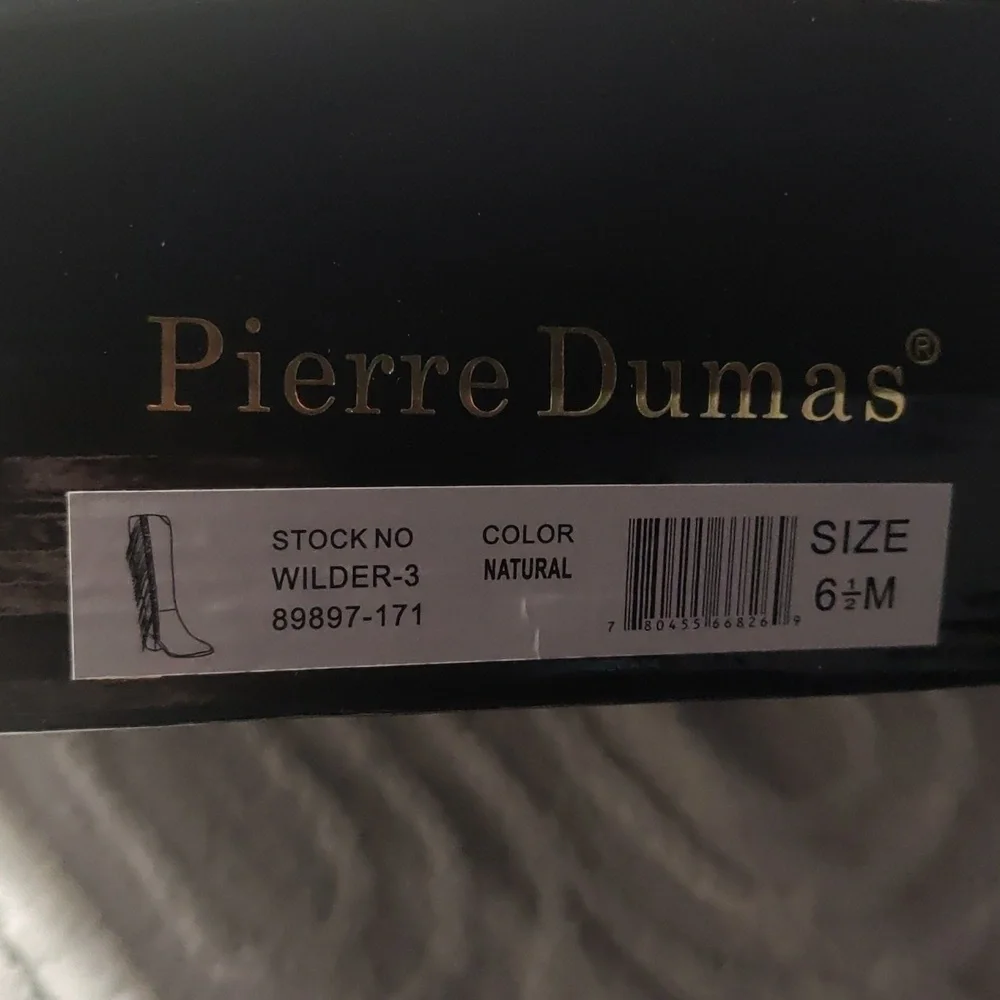 Pierre Dumas®
STOCK NO
WILDER-3
89897-171
COLOR
NATURAL
7 80455 66826 9
SIZE
6½M